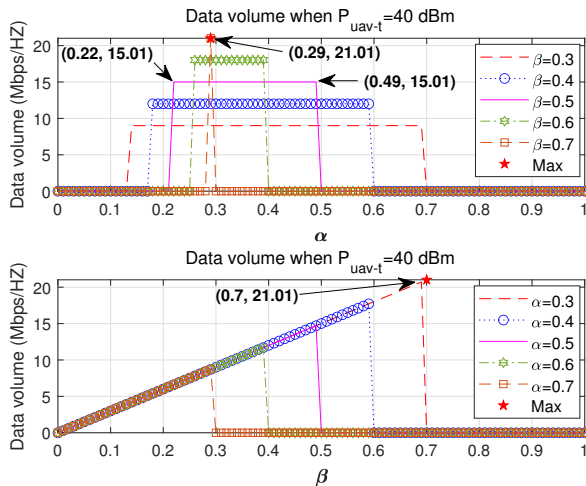 Data volume when P_uav-t=40 dBm
Data volume (Mbps/HZ)
20
15
10
5
0
(0.22, 15.01)
(0.29, 21.01)
(0.49, 15.01)
β=0.3
β=0.4
β=0.5
β=0.6
β=0.7
Max
0 0.1 0.2 0.3 0.4 0.5 0.6 0.7 0.8 0.9 1
α
Data volume when P_uav-t=40 dBm
Data volume (Mbps/HZ)
20
15
10
5
0
(0.7, 21.01)
α=0.3
α=0.4
α=0.5
α=0.6
α=0.7
Max
0 0.1 0.2 0.3 0.4 0.5 0.6 0.7 0.8 0.9 1
β